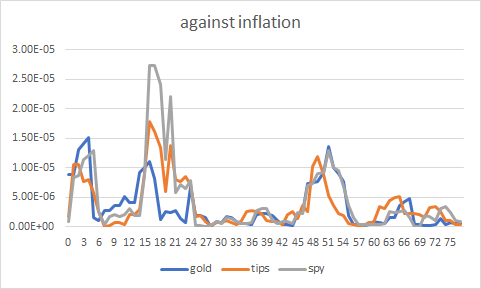 against inflation
3.00E-05
2.50E-05
2.00E-05
1.50E-05
1.00E-05
5.00E-06
0.00E+00
0 3 6 9 12 15 18 21 24 27 30 33 36 39 42 45 48 51 54 57 60 63 66 69 72 75
gold tips spy